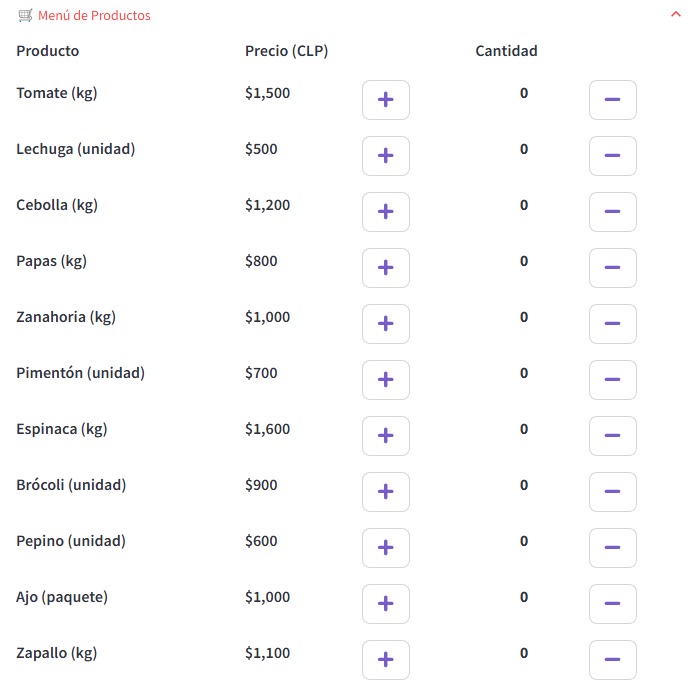 🛒 Menú de Productos
Producto Precio (CLP) Cantidad
Tomate (kg) $1,500 + 0 −
Lechuga (unidad) $500 + 0 −
Cebolla (kg) $1,200 + 0 −
Papas (kg) $800 + 0 −
Zanahoria (kg) $1,000 + 0 −
Pimentón (unidad) $700 + 0 −
Espinaca (kg) $1,600 + 0 −
Brócoli (unidad) $900 + 0 −
Pepino (unidad) $600 + 0 −
Ajo (paquete) $1,000 + 0 −
Zapallo (kg) $1,100 + 0 −